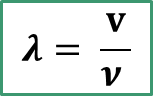 λ = v/ν